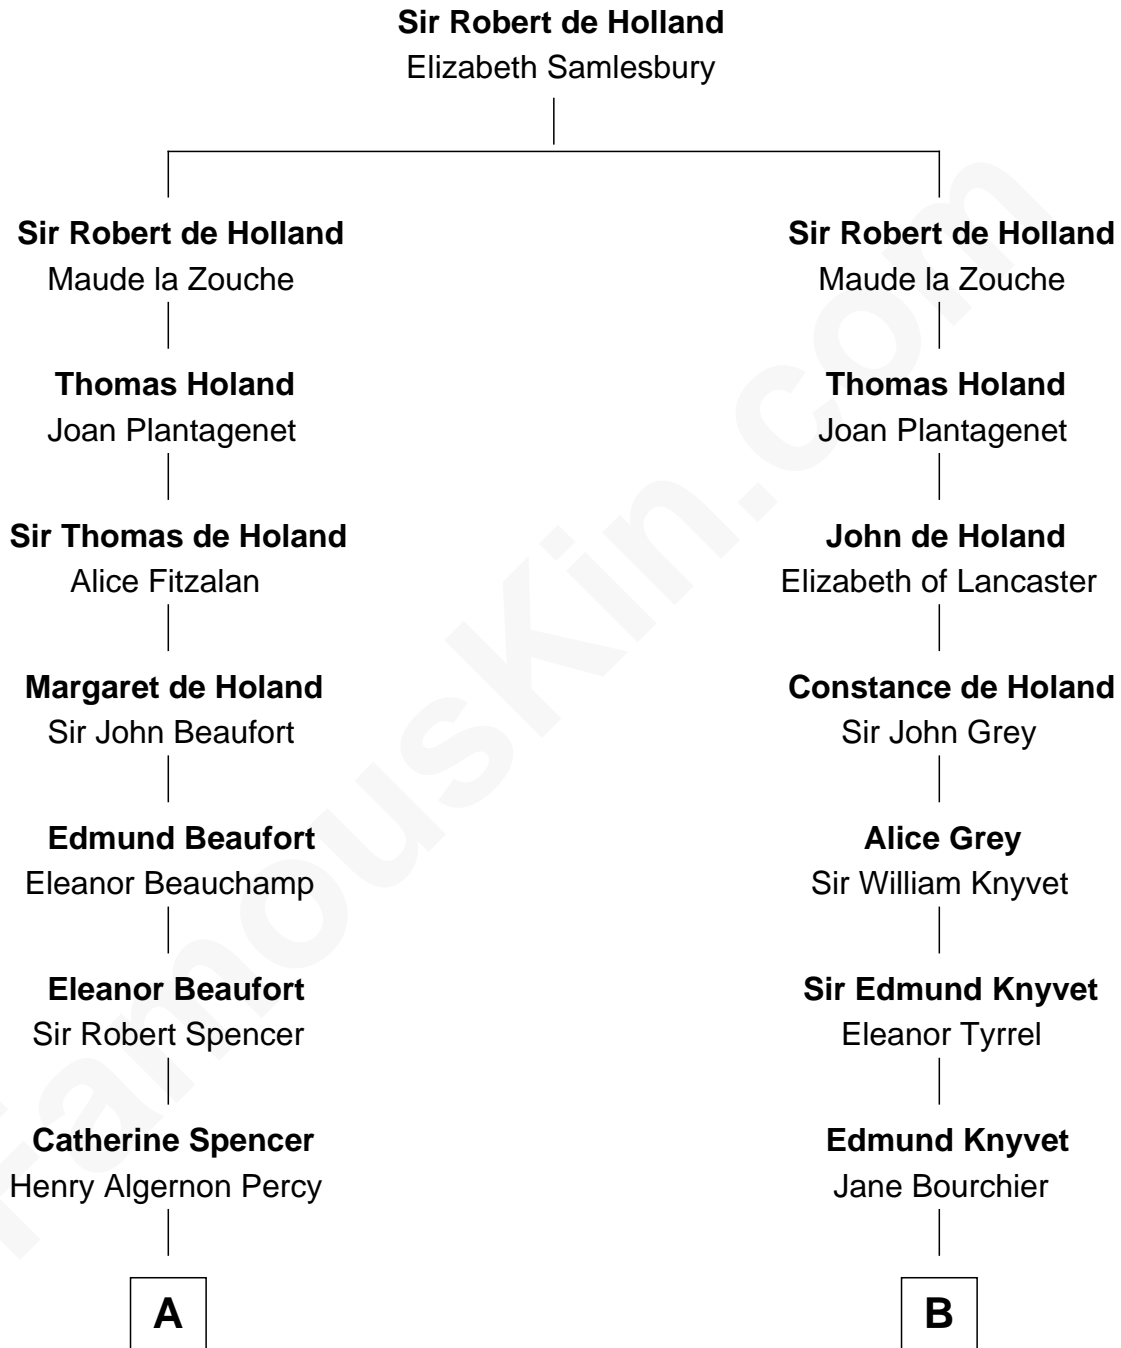 Sir Robert de Holland
Elizabeth Samlesbury
Sir Robert de Holland
Maude la Zouche
Thomas Holand
Joan Plantagenet
Sir Thomas de Holand
Alice Fitzalan
Margaret de Holand
Sir John Beaufort
Edmund Beaufort
Eleanor Beauchamp
Eleanor Beaufort
Sir Robert Spencer
Catherine Spencer
Henry Algernon Percy
A
Sir Robert de Holland
Maude la Zouche
Thomas Holand
Joan Plantagenet
John de Holand
Elizabeth of Lancaster
Constance de Holand
Sir John Grey
Alice Grey
Sir William Knyvet
Sir Edmund Knyvet
Eleanor Tyrrel
Edmund Knyvet
Jane Bourchier
B
FamousKin.com